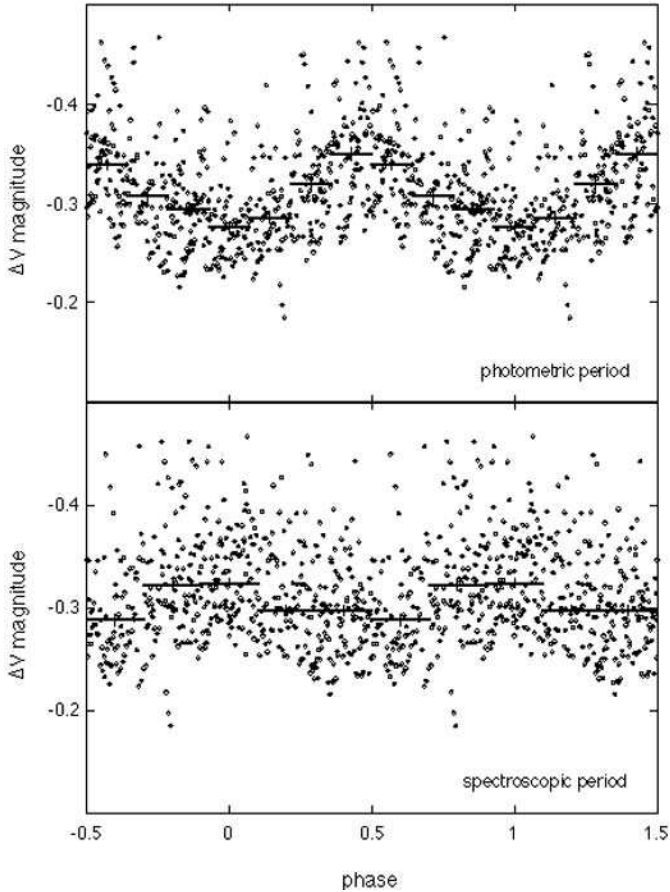 -0.4
-0.3
-0.2
ΔV magnitude
photometric period
-0.4
-0.3
-0.2
ΔV magnitude
spectroscopic period
-0.5 0 0.5 1 1.5
phase